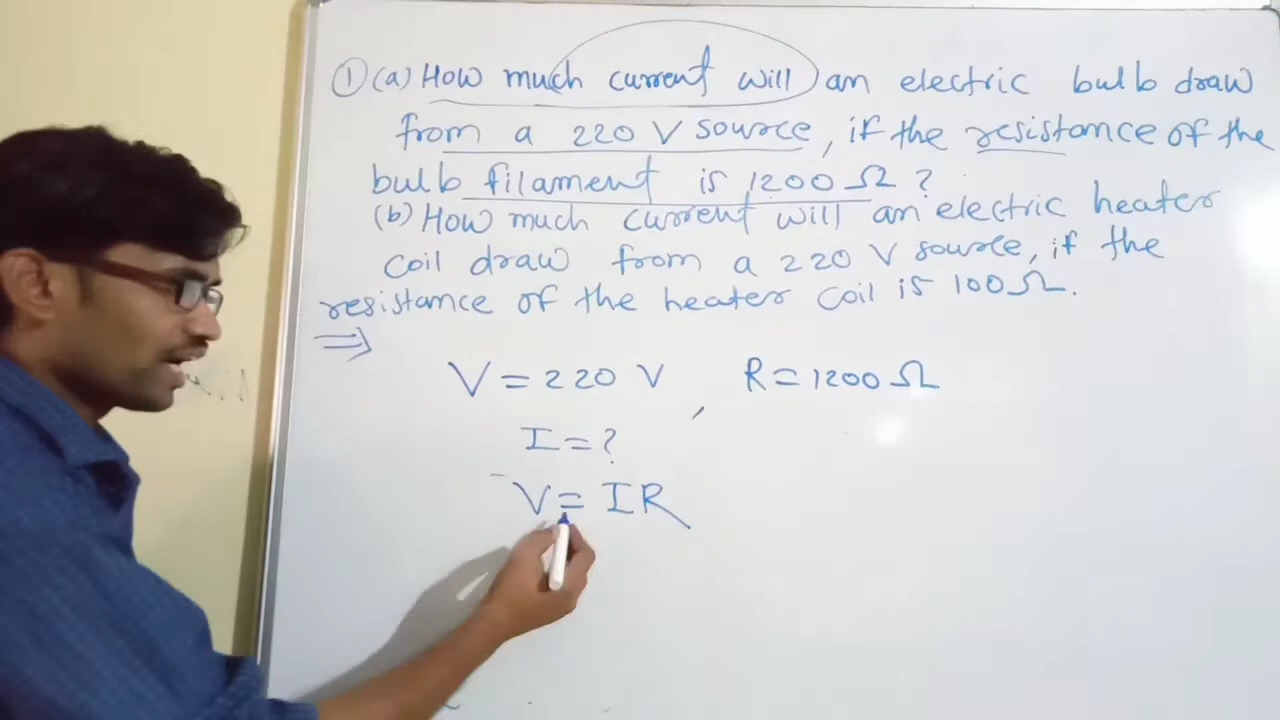 ① (a) How much current will an electric bulb draw
from a 220 V source, if the resistance of the
bulb filament is 1200 Ω ?
(b) How much current will an electric heater
coil draw from a 220 V source, if the
resistance of the heater coil is 100 Ω.
⇒
V = 220 V , R = 1200 Ω
I = ?
V = IR